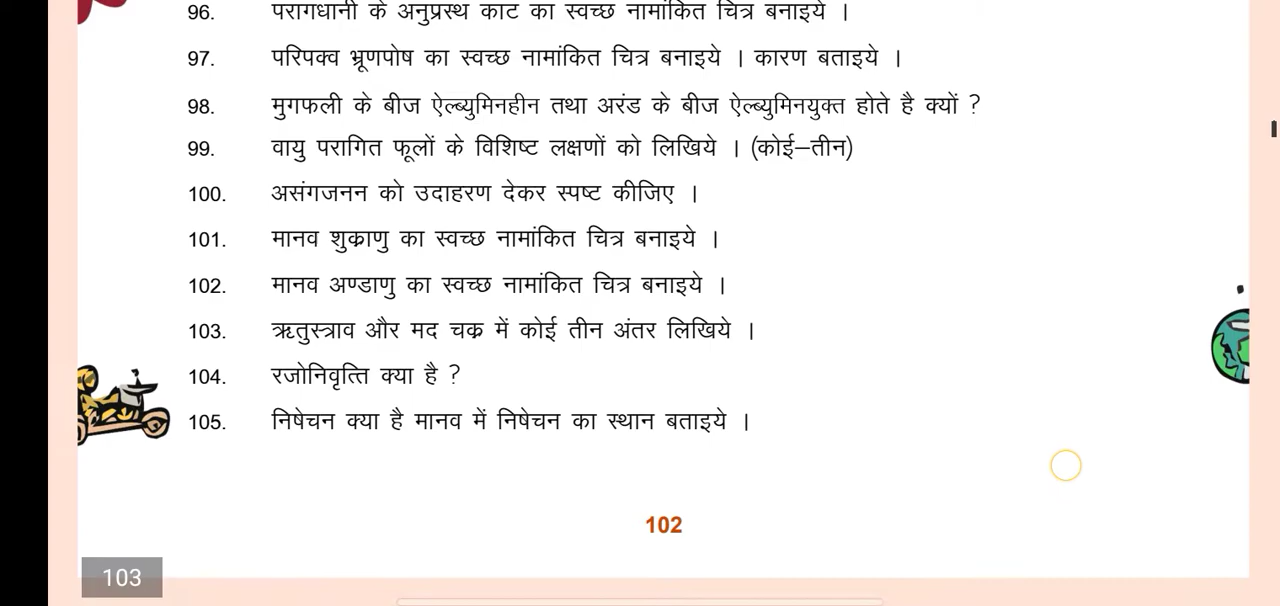 96. परागधानी के अनुप्रस्थ काट का स्वच्छ नामांकित चित्र बनाइये ।
97. परिपक्व भ्रूणपोष का स्वच्छ नामांकित चित्र बनाइये । कारण बताइये ।
98. मुगफली के बीज ऐल्ब्युमिनहीन तथा अरंड के बीज ऐल्ब्युमिनयुक्त होते है क्यों ?
99. वायु परागित फूलों के विशिष्ट लक्षणों को लिखिये । (कोई–तीन)
100. असंगजनन को उदाहरण देकर स्पष्ट कीजिए ।
101. मानव शुक्राणु का स्वच्छ नामांकित चित्र बनाइये ।
102. मानव अण्डाणु का स्वच्छ नामांकित चित्र बनाइये ।
103. ऋतुस्त्राव और मद चक्र में कोई तीन अंतर लिखिये ।
104. रजोनिवृत्ति क्या है ?
105. निषेचन क्या है मानव में निषेचन का स्थान बताइये ।
102
103